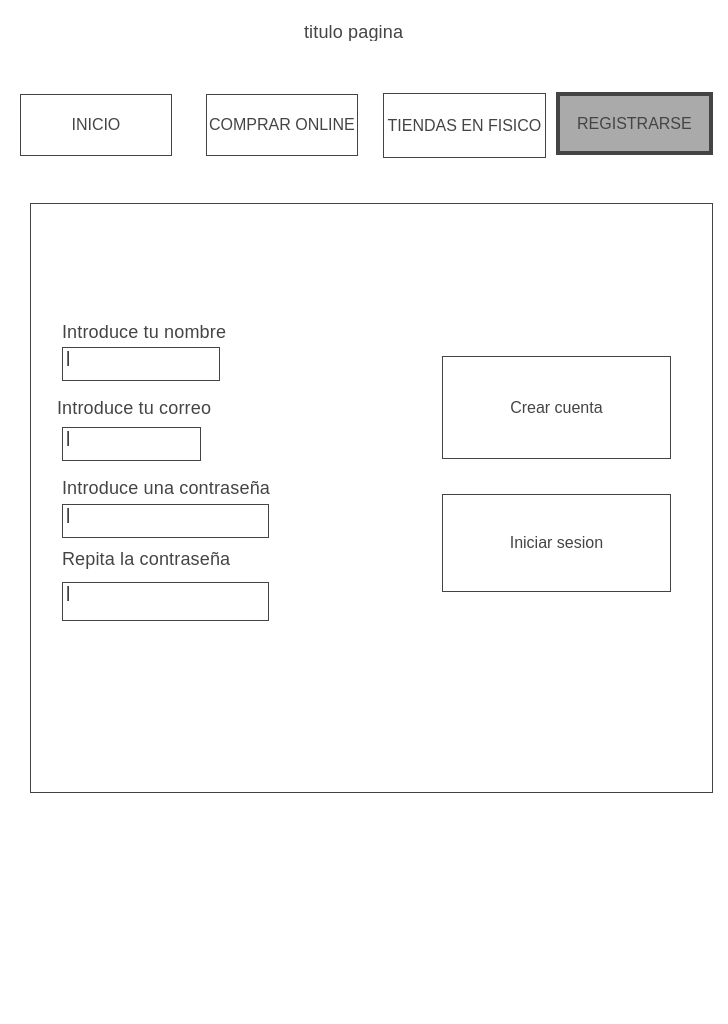 titulo pagina
INICIO
COMPRAR ONLINE
TIENDAS EN FISICO
REGISTRARSE
Introduce tu nombre
Introduce tu correo
Introduce una contraseña
Repita la contraseña
Crear cuenta
Iniciar sesion